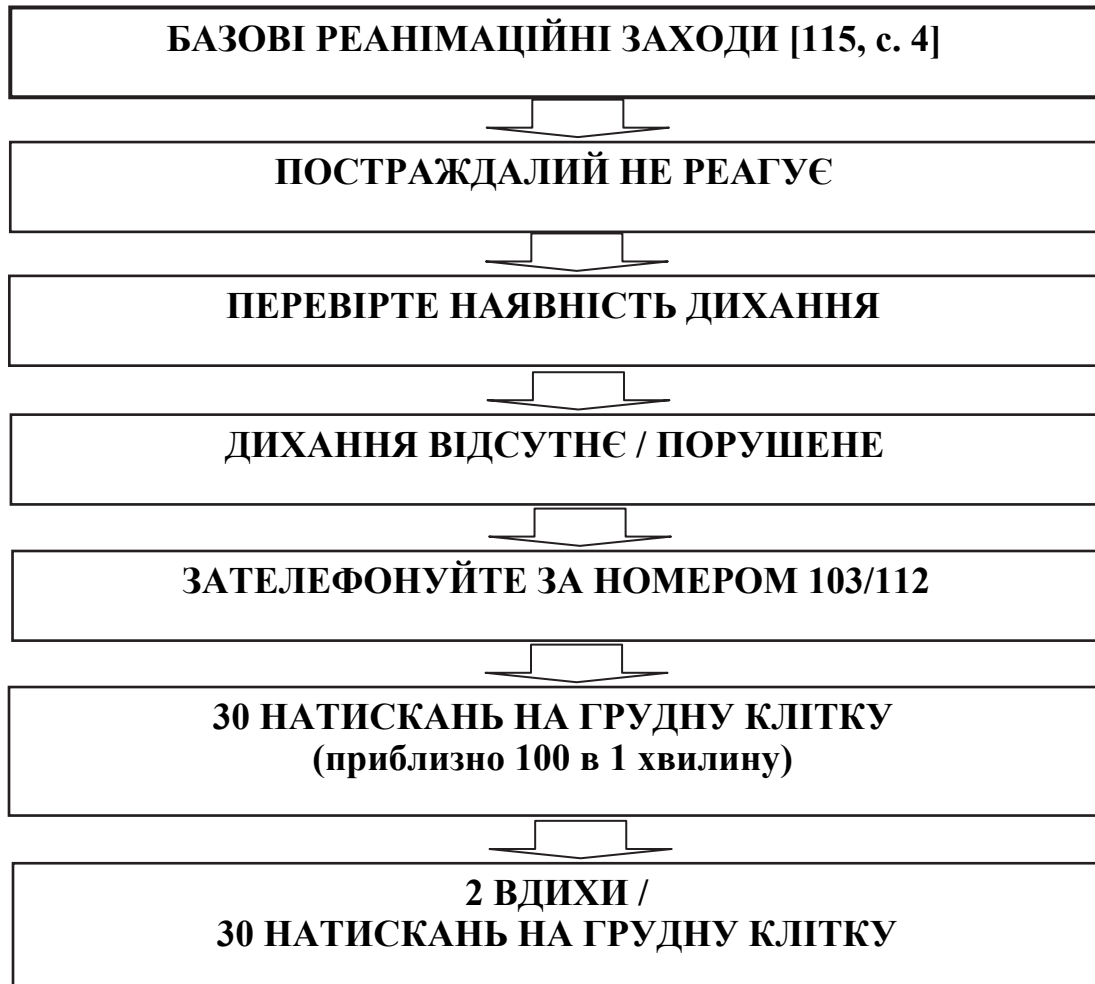 БАЗОВІ РЕАНІМАЦІЙНІ ЗАХОДИ [115, с. 4]
ПОСТРАЖДАЛИЙ НЕ РЕАГУЄ
ПЕРЕВІРТЕ НАЯВНІСТЬ ДИХАННЯ
ДИХАННЯ ВІДСУТНЄ / ПОРУШЕНЕ
ЗАТЕЛЕФОНУЙТЕ ЗА НОМЕРОМ 103/112
30 НАТИСКАНЬ НА ГРУДНУ КЛІТКУ
(приблизно 100 в 1 хвилину)
2 ВДИХИ /
30 НАТИСКАНЬ НА ГРУДНУ КЛІТКУ